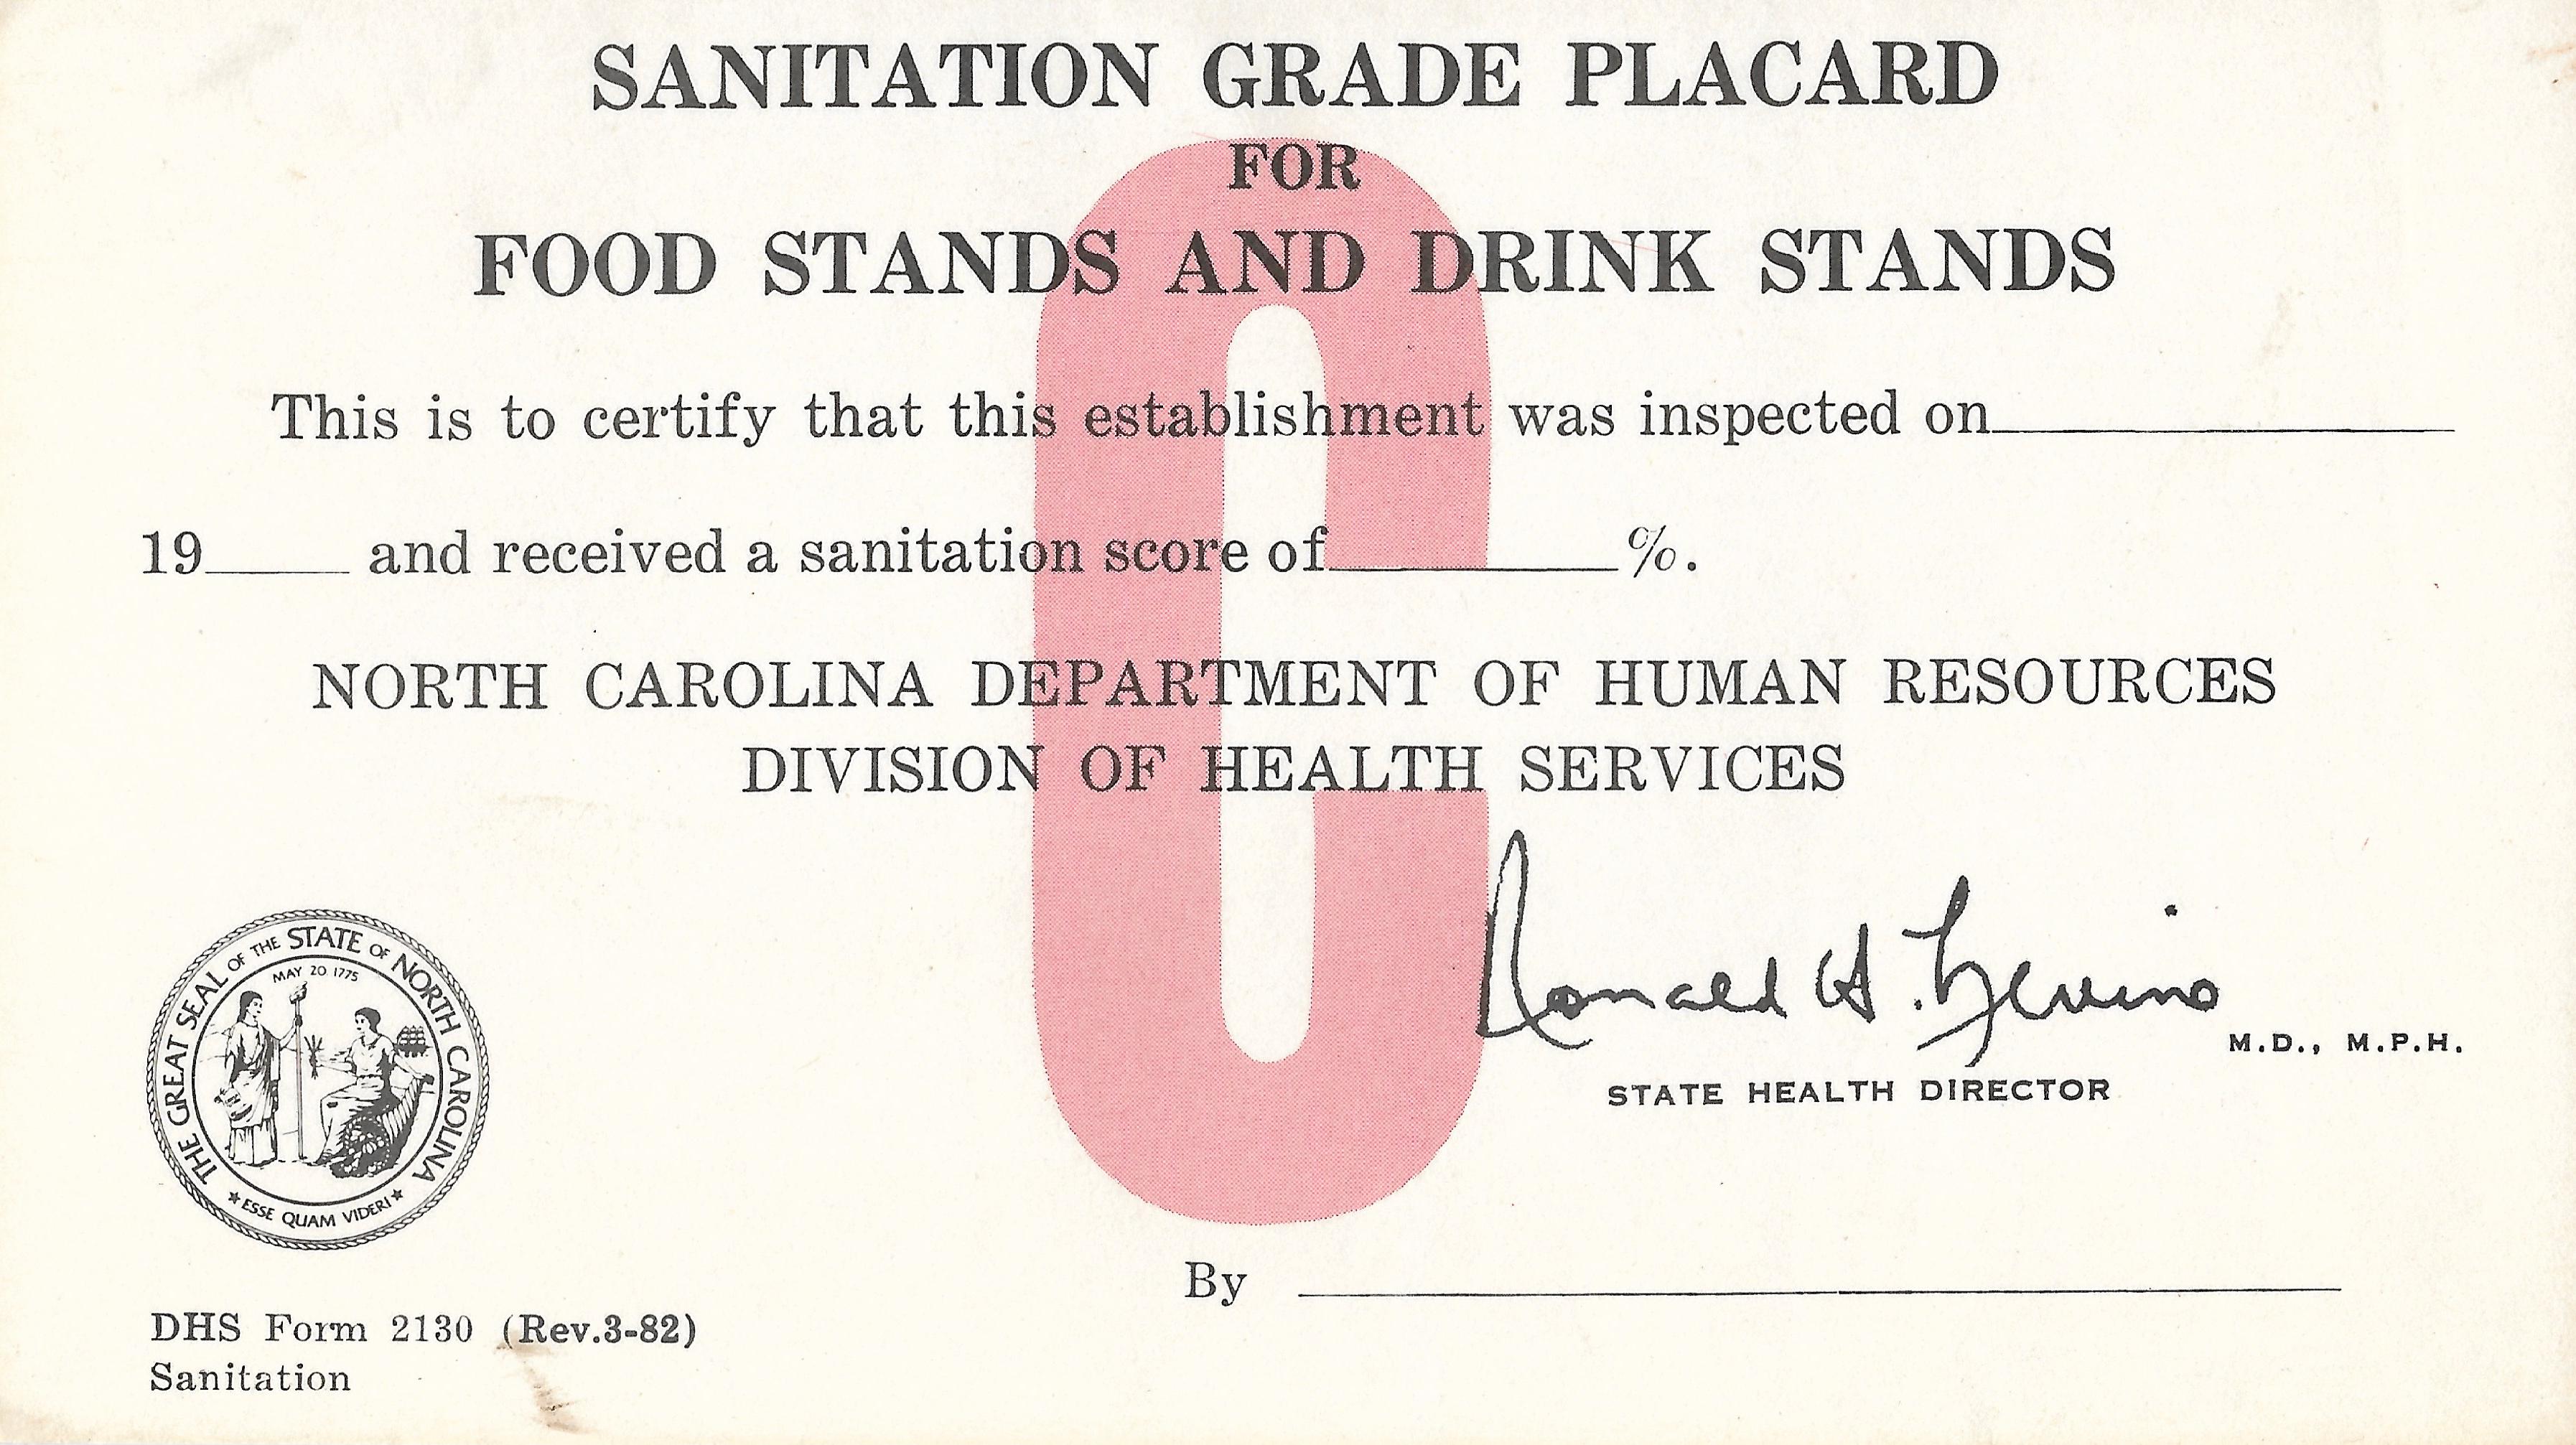 SANITATION GRADE PLACARD
FOR
FOOD STANDS AND DRINK STANDS
This is to certify that this establishment was inspected on
19 and received a sanitation score of %.
NORTH CAROLINA DEPARTMENT OF HUMAN RESOURCES
DIVISION OF HEALTH SERVICES
C
Ronald H. Levine
M.D., M.P.H.
STATE HEALTH DIRECTOR
THE GREAT SEAL OF THE STATE OF NORTH CAROLINA
MAY 20 1775
ESSE QUAM VIDERI
By
DHS Form 2130 (Rev.3-82)
Sanitation